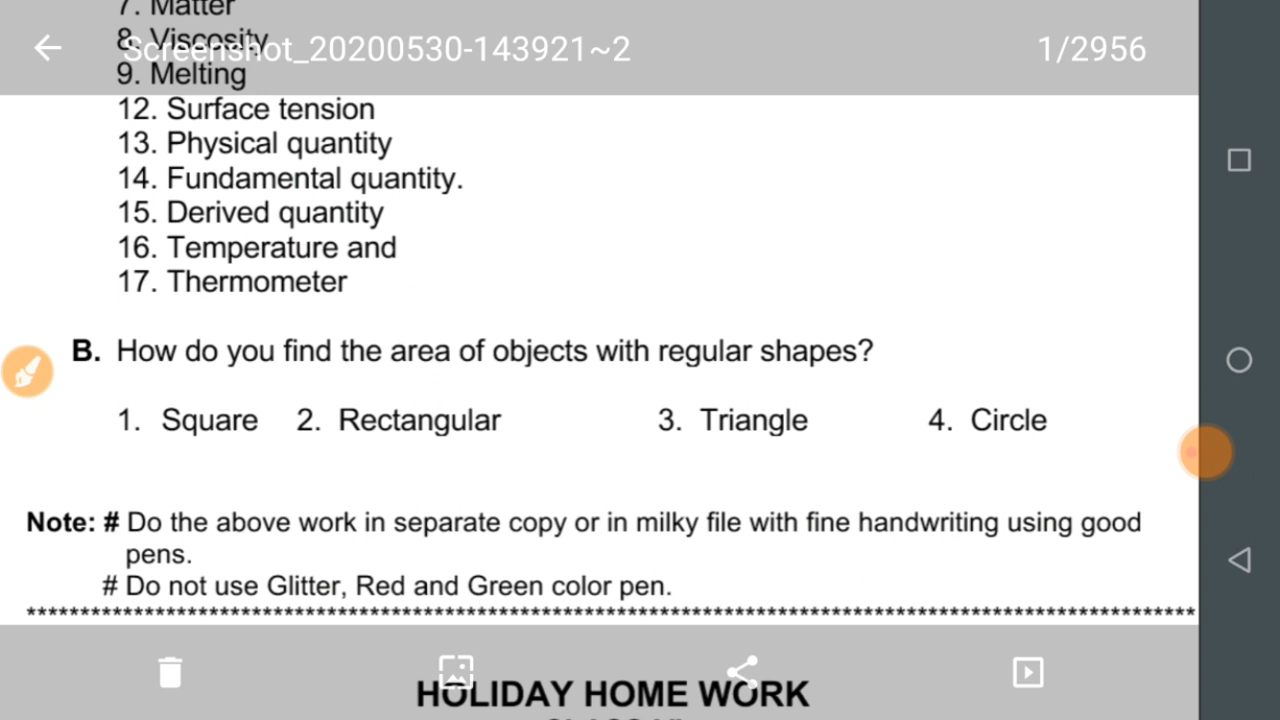 7. Matter
8. Viscosity
Screenshot_20200530-143921~2
1/2956
9. Melting
12. Surface tension
13. Physical quantity
14. Fundamental quantity.
15. Derived quantity
16. Temperature and
17. Thermometer
B. How do you find the area of objects with regular shapes?
1. Square 2. Rectangular 3. Triangle 4. Circle
Note: # Do the above work in separate copy or in milky file with fine handwriting using good
pens.
# Do not use Glitter, Red and Green color pen.
******************************************************************************************************************
HOLIDAY HOME WORK